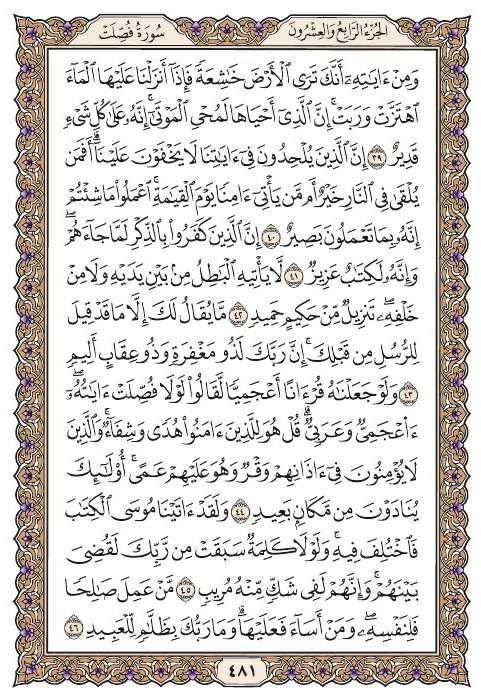 سُورَةُ فُصِّلَتْ
الجُزْءُ الرَّابِعُ وَالعِشْرُونَ
وَمِنْ ءَايَـٰتِهِۦٓ أَنَّكَ تَرَى ٱلْأَرْضَ خَـٰشِعَةً فَإِذَآ أَنزَلْنَا عَلَيْهَا ٱلْمَآءَ
ٱهْتَزَّتْ وَرَبَتْ ۚ إِنَّ ٱلَّذِىٓ أَحْيَاهَا لَمُحْىِ ٱلْمَوْتَىٰٓ ۚ إِنَّهُۥ عَلَىٰ كُلِّ شَىْءٍ
قَدِيرٌ ٣٩ إِنَّ ٱلَّذِينَ يُلْحِدُونَ فِىٓ ءَايَـٰتِنَا لَا يَخْفَوْنَ عَلَيْنَآ ۗ أَفَمَن
يُلْقَىٰ فِى ٱلنَّارِ خَيْرٌ أَم مَّن يَأْتِىٓ ءَامِنًا يَوْمَ ٱلْقِيَـٰمَةِ ۚ ٱعْمَلُوا۟ مَا شِئْتُمْ ۖ
إِنَّهُۥ بِمَا تَعْمَلُونَ بَصِيرٌ ٤٠ إِنَّ ٱلَّذِينَ كَفَرُوا۟ بِٱلذِّكْرِ لَمَّا جَآءَهُمْ ۖ
وَإِنَّهُۥ لَكِتَـٰبٌ عَزِيزٌ ٤١ لَّا يَأْتِيهِ ٱلْبَـٰطِلُ مِنۢ بَيْنِ يَدَيْهِ وَلَا مِنْ
خَلْفِهِۦ ۖ تَنزِيلٌ مِّنْ حَكِيمٍ حَمِيدٍ ٤٢ مَّا يُقَالُ لَكَ إِلَّا مَا قَدْ قِيلَ
لِلرُّسُلِ مِن قَبْلِكَ ۚ إِنَّ رَبَّكَ لَذُو مَغْفِرَةٍ وَذُو عِقَابٍ أَلِيمٍ
٤٣ وَلَوْ جَعَلْنَـٰهُ قُرْءَانًا أَعْجَمِيًّا لَّقَالُوا۟ لَوْلَا فُصِّلَتْ ءَايَـٰتُهُۥٓ ۖ
ءَا۬عْجَمِىٌّ وَعَرَبِىٌّ ۗ قُلْ هُوَ لِلَّذِينَ ءَامَنُوا۟ هُدًى وَشِفَآءٌ ۖ وَٱلَّذِينَ
لَا يُؤْمِنُونَ فِىٓ ءَاذَانِهِمْ وَقْرٌ وَهُوَ عَلَيْهِمْ عَمًى ۚ أُو۟لَـٰٓئِكَ
يُنَادَوْنَ مِن مَّكَانٍۭ بَعِيدٍ ٤٤ وَلَقَدْ ءَاتَيْنَا مُوسَى ٱلْكِتَـٰبَ
فَٱخْتُلِفَ فِيهِ ۗ وَلَوْلَا كَلِمَةٌ سَبَقَتْ مِن رَّبِّكَ لَقُضِىَ
بَيْنَهُمْ ۚ وَإِنَّهُمْ لَفِى شَكٍّ مِّنْهُ مُرِيبٍ ٤٥ مَّنْ عَمِلَ صَـٰلِحًا
فَلِنَفْسِهِۦ ۖ وَمَنْ أَسَآءَ فَعَلَيْهَا ۗ وَمَا رَبُّكَ بِظَلَّـٰمٍ لِّلْعَبِيدِ ٤٦
٤٨١